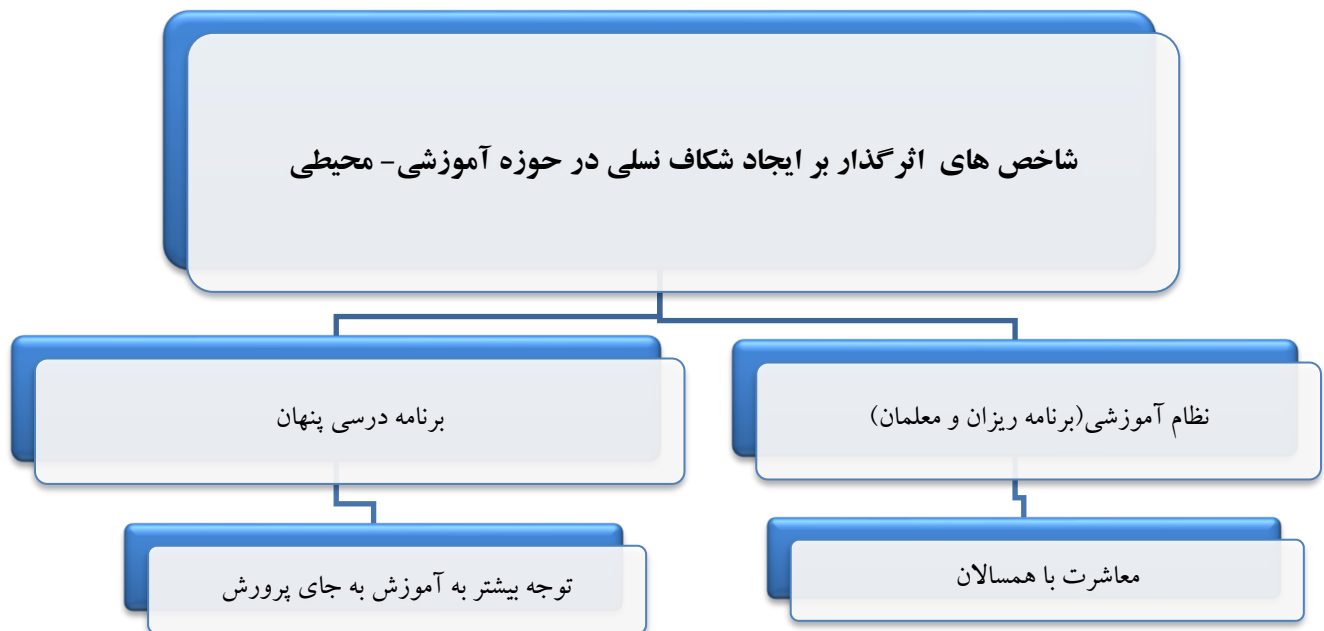 شاخص های اثرگذار بر ایجاد شکاف نسلی در حوزه آموزشی- محیطی
نظام آموزشی(برنامه ریزان و معلمان)
برنامه درسی پنهان
معاشرت با همسالان
توجه بیشتر به آموزش به جای پرورش